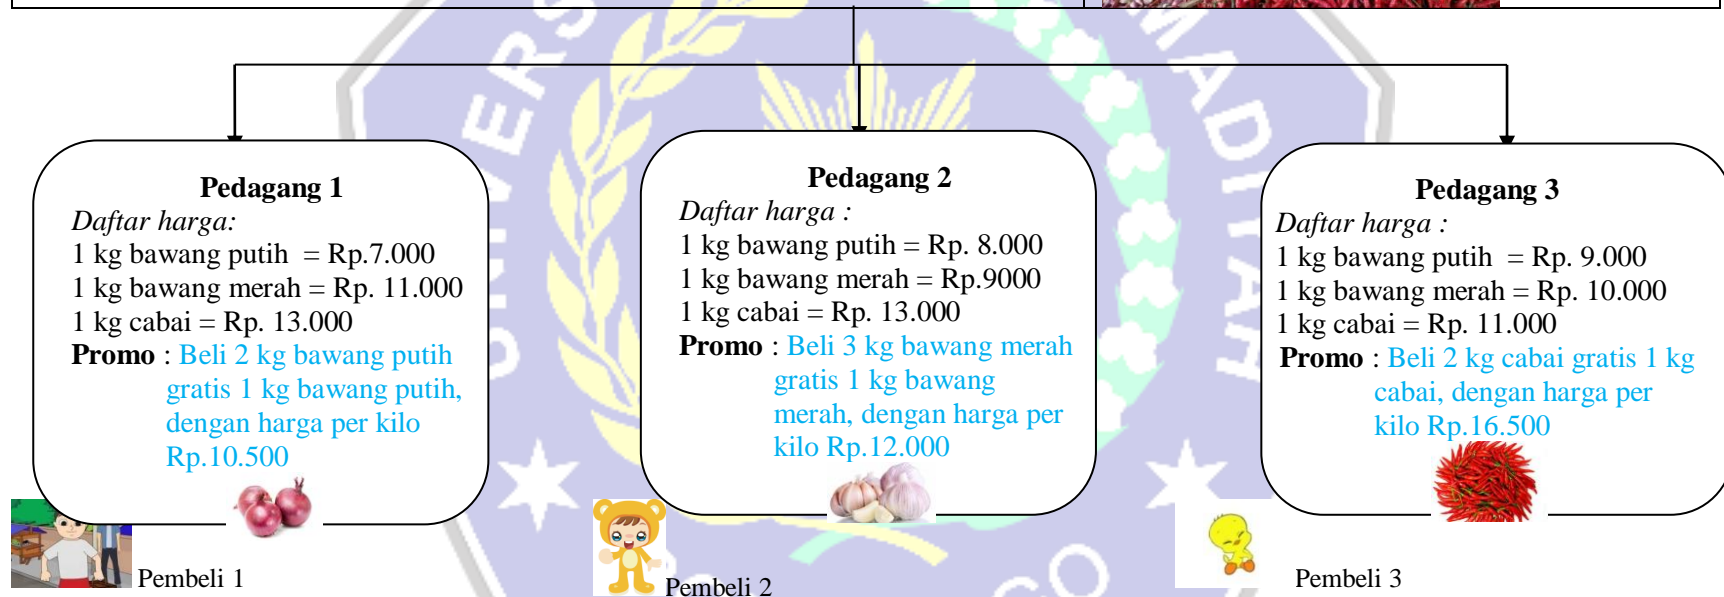 Pedagang 1
Daftar harga:
1 kg bawang putih = Rp.7.000
1 kg bawang merah = Rp. 11.000
1 kg cabai = Rp. 13.000
Promo : Beli 2 kg bawang putih
gratis 1 kg bawang putih,
dengan harga per kilo
Rp.10.500
Pedagang 2
Daftar harga :
1 kg bawang putih = Rp. 8.000
1 kg bawang merah = Rp.9000
1 kg cabai = Rp. 13.000
Promo : Beli 3 kg bawang merah
gratis 1 kg bawang
merah, dengan harga per
kilo Rp.12.000
Pedagang 3
Daftar harga :
1 kg bawang putih = Rp. 9.000
1 kg bawang merah = Rp. 10.000
1 kg cabai = Rp. 11.000
Promo : Beli 2 kg cabai gratis 1 kg
cabai, dengan harga per
kilo Rp.16.500
Pembeli 1
Pembeli 2
Pembeli 3